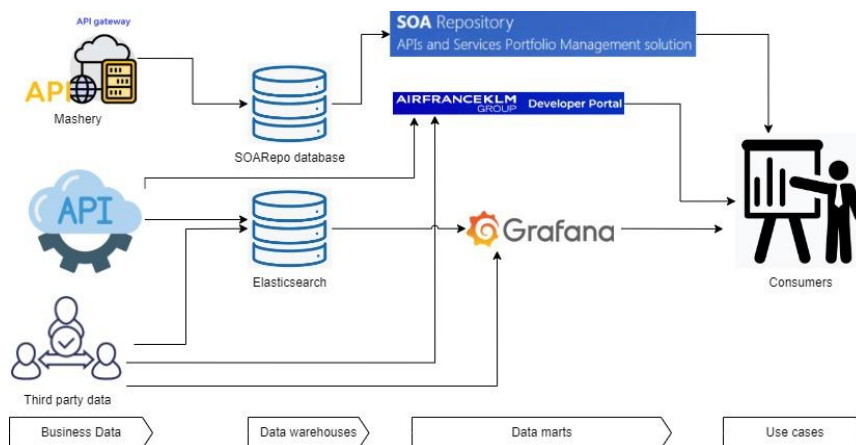 API gateway
API
Mashery
SOARepo database
SOA Repository
APIs and Services Portfolio Management solution
AIRFRANCEKLM
GROUP
Developer Portal
API
Elasticsearch
Grafana
Consumers
Third party data
Business Data
Data warehouses
Data marts
Use cases